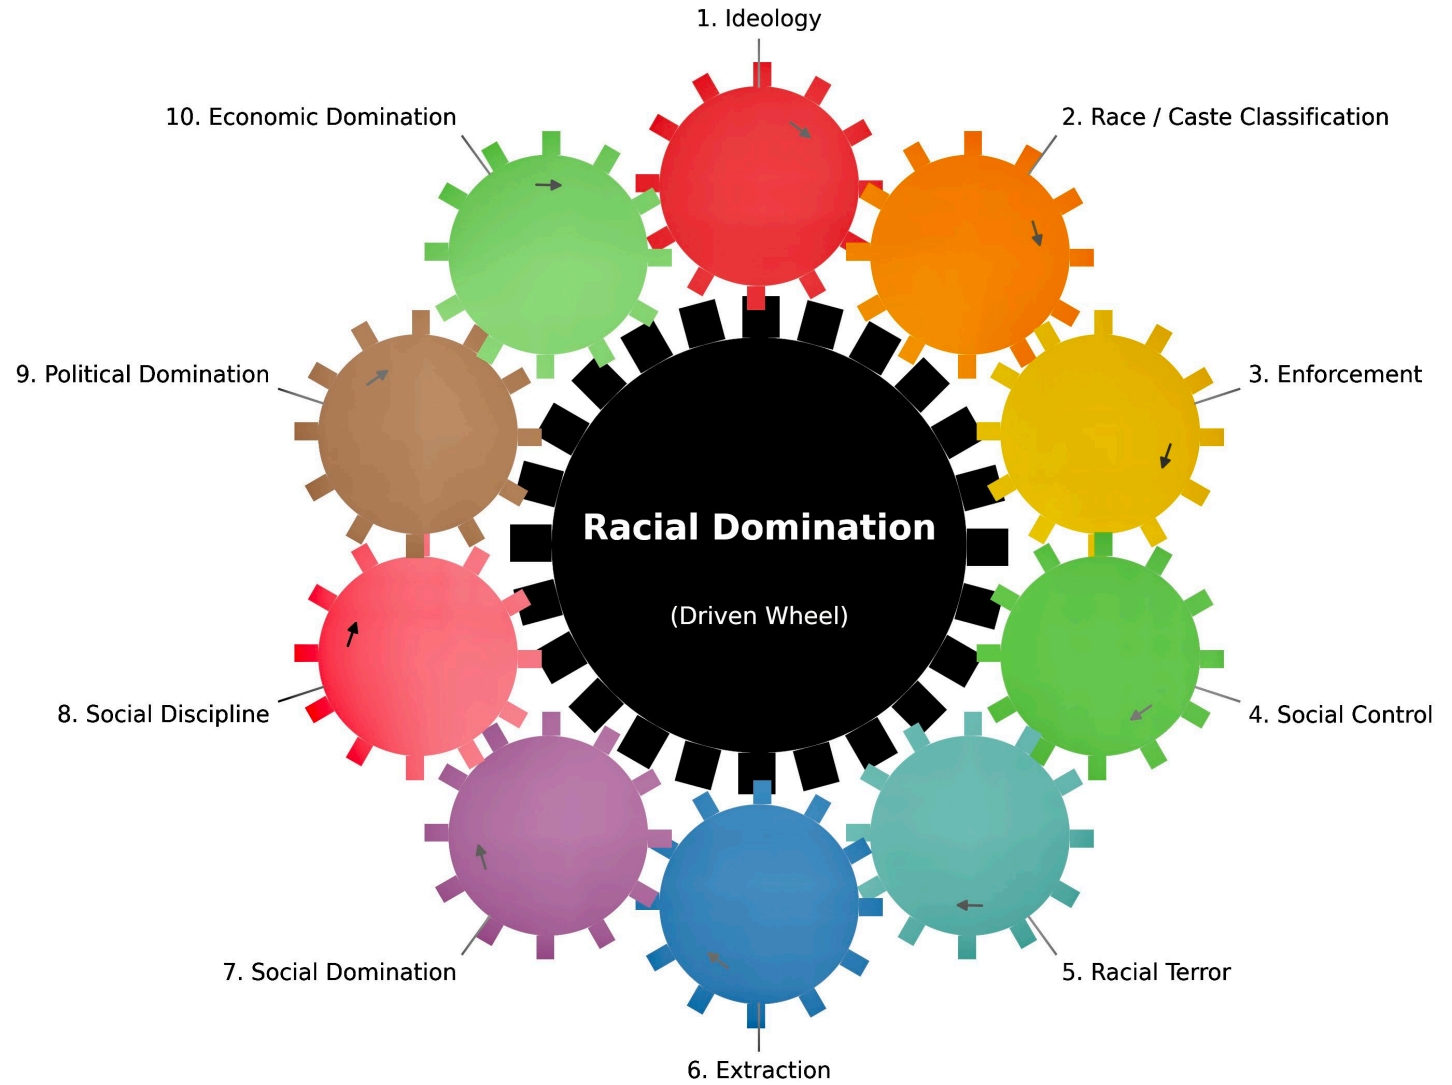 1. Ideology
2. Race / Caste Classification
3. Enforcement
4. Social Control
5. Racial Terror
6. Extraction
7. Social Domination
8. Social Discipline
9. Political Domination
10. Economic Domination
Racial Domination
(Driven Wheel)